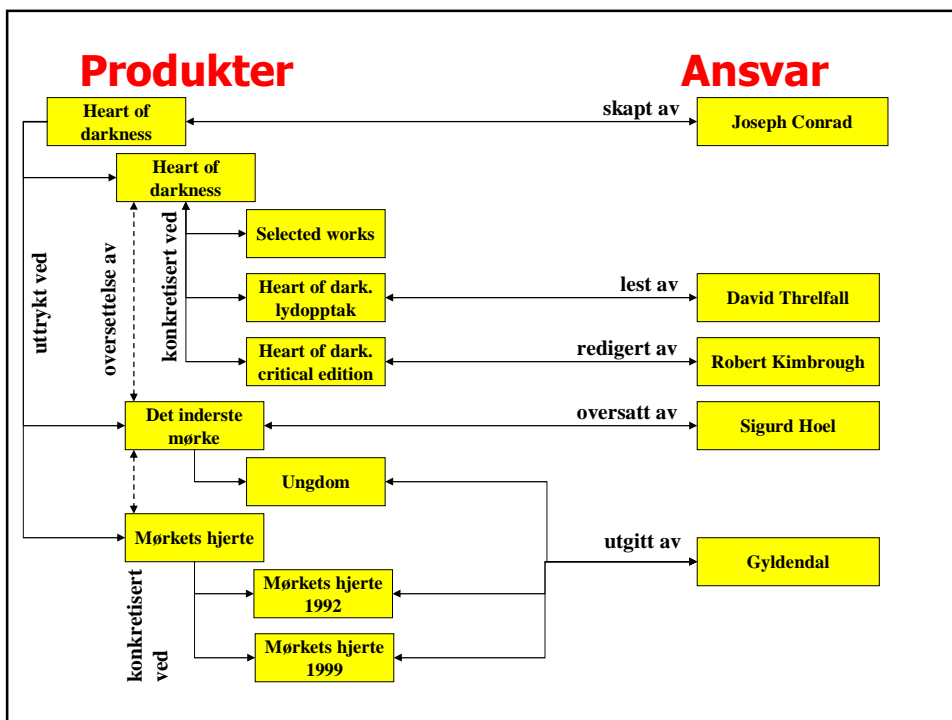 Produkter
Ansvar
Heart of
darkness
skapt av
Joseph Conrad
Heart of
darkness
uttrykt ved
oversettelse av
konkretisert ved
Selected works
Heart of dark.
lydopptak
lest av
David Threlfall
Heart of dark.
critical edition
redigert av
Robert Kimbrough
Det inderste
mørke
oversatt av
Sigurd Hoel
Ungdom
Mørkets hjerte
utgitt av
Gyldendal
konkretisert
ved
Mørkets hjerte
1992
Mørkets hjerte
1999